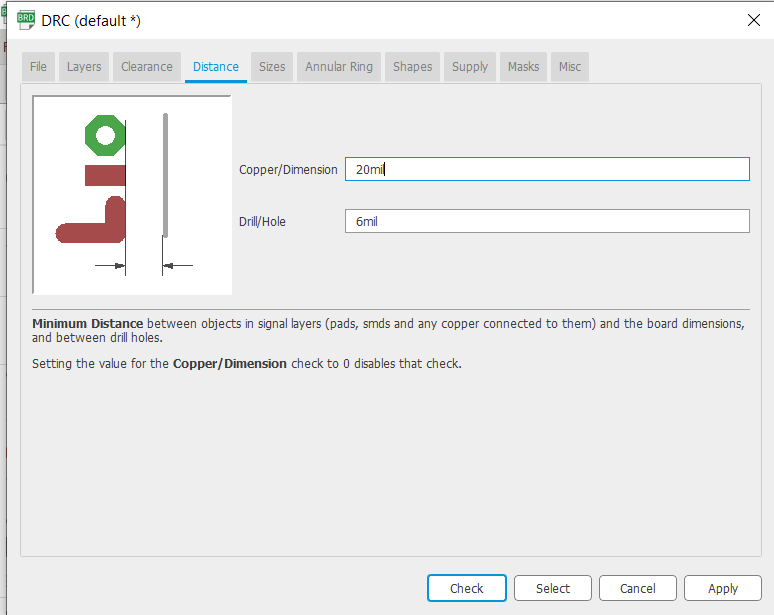 BRD DRC (default *)
File Layers Clearance Distance Sizes Annular Ring Shapes Supply Masks Misc
Copper/Dimension 20mil
Drill/Hole 6mil
Minimum Distance between objects in signal layers (pads, smds and any copper connected to them) and the board dimensions,
and between drill holes.
Setting the value for the Copper/Dimension check to 0 disables that check.
Check Select Cancel Apply